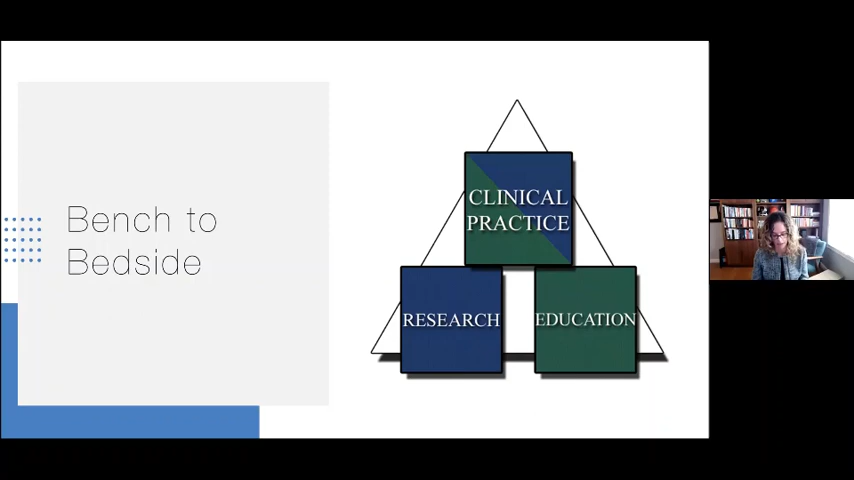 Bench to
Bedside
CLINICAL
PRACTICE
RESEARCH
EDUCATION